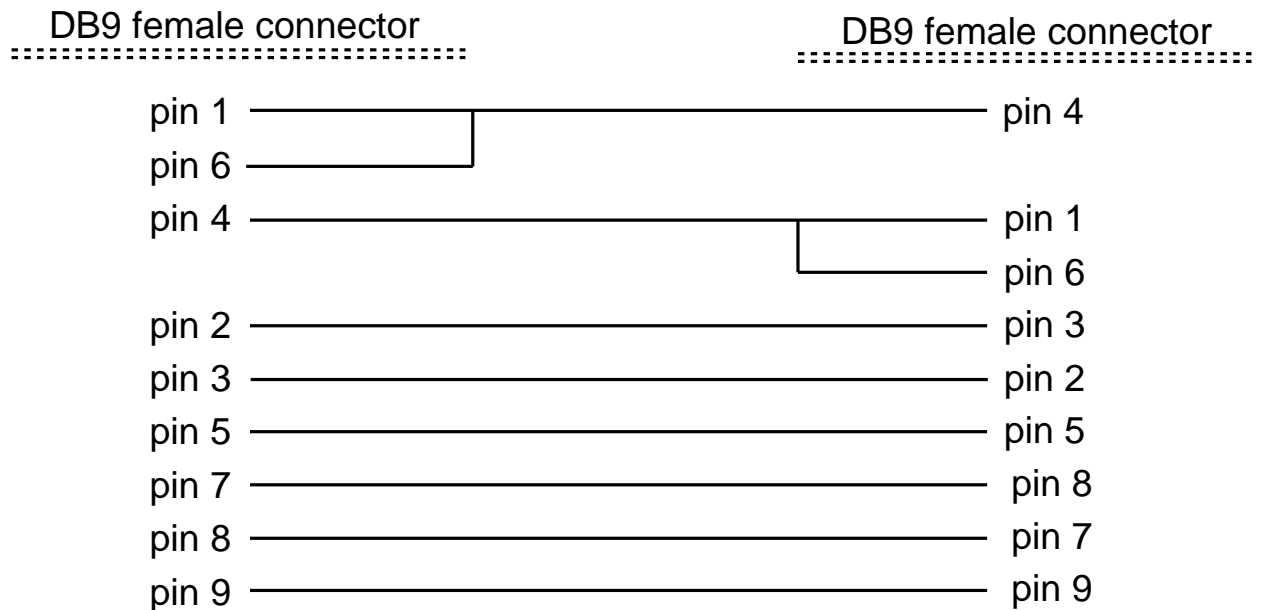 DB9 female connector DB9 female connector
pin 1 pin 4
pin 6
pin 4 pin 1
pin 6
pin 2 pin 3
pin 3 pin 2
pin 5 pin 5
pin 7 pin 8
pin 8 pin 7
pin 9 pin 9